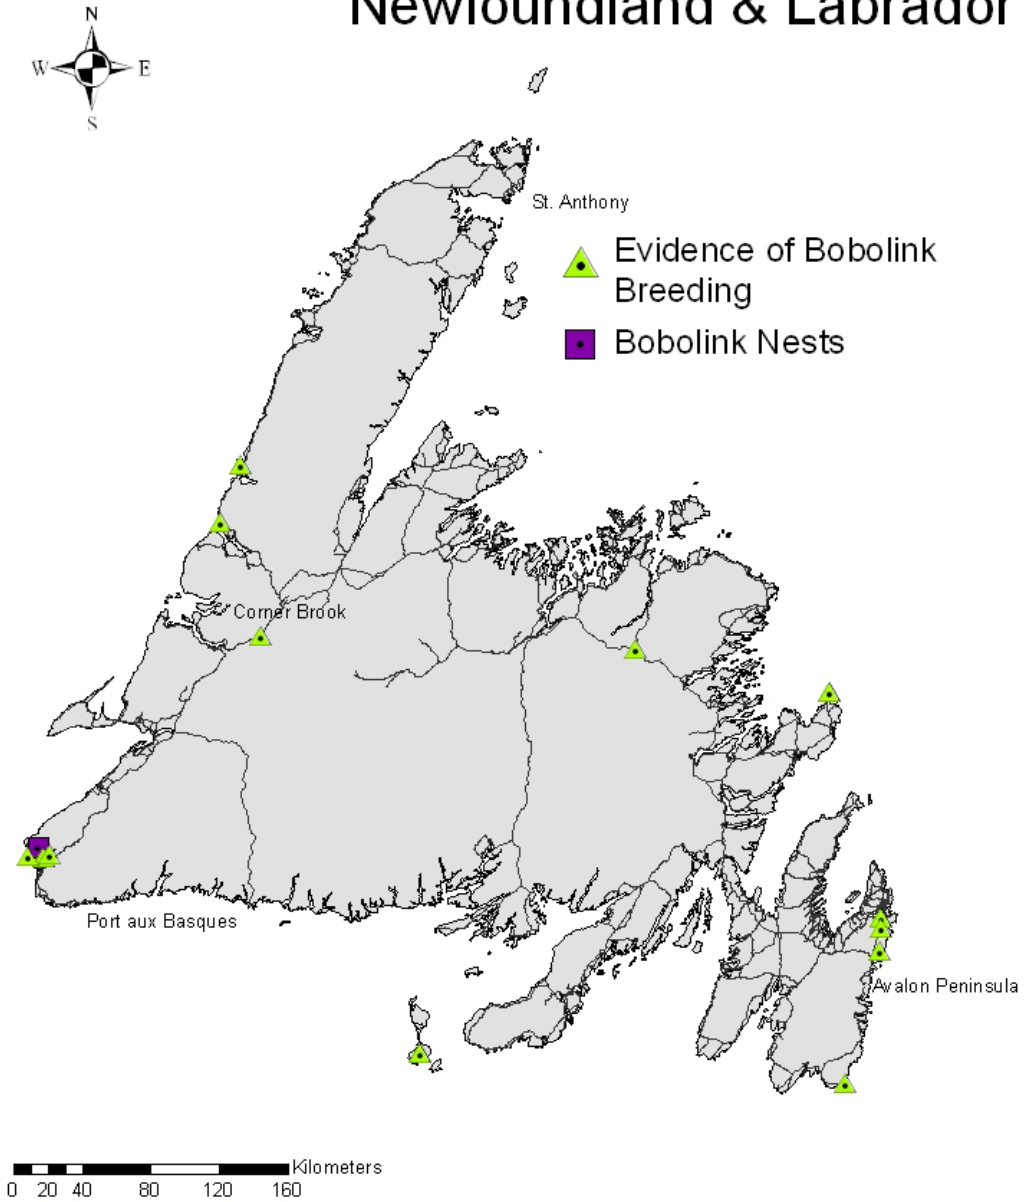 Newfoundland & Labrador
N
W E
S
St. Anthony
Evidence of Bobolink
Breeding
Bobolink Nests
Corner Brook
Port aux Basques
Avalon Peninsula
Kilometers
0 20 40 80 120 160